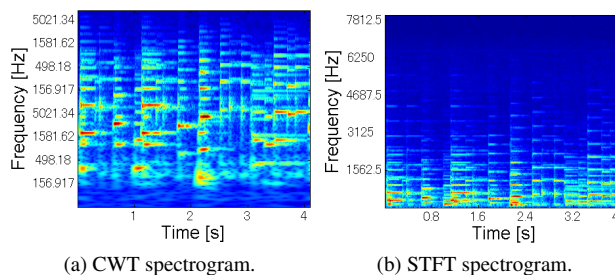 5021.34
1581.62
498.18
156.917
5021.34
1581.62
498.18
156.917
Frequency [Hz]
1 2 3 4
Time [s]
(a) CWT spectrogram.
7812.5
6250
4687.5
3125
1562.5
Frequency [Hz]
0.8 1.6 2.4 3.2 4
Time [s]
(b) STFT spectrogram.